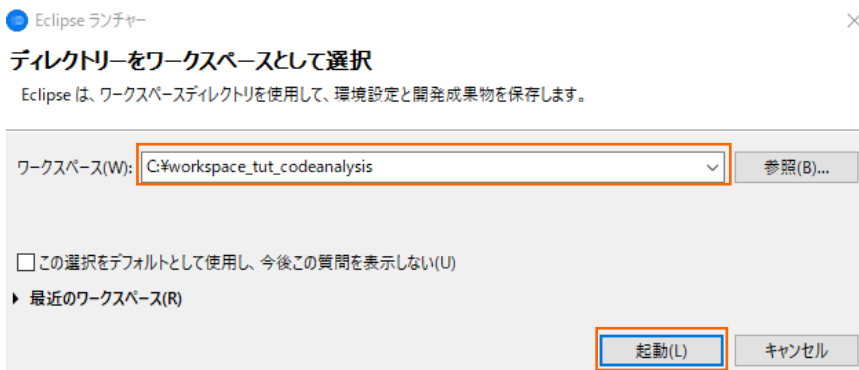 Eclipse ランチャー
ディレクトリーをワークスペースとして選択
Eclipse は、ワークスペースディレクトリを使用して、環境設定と開発成果物を保存します。
ワークスペース(W): C:¥workspace_tut_codeanalysis 参照(B)...
この選択をデフォルトとして使用し、今後この質問を表示しない(U)
最近のワークスペース(R)
起動(L) キャンセル